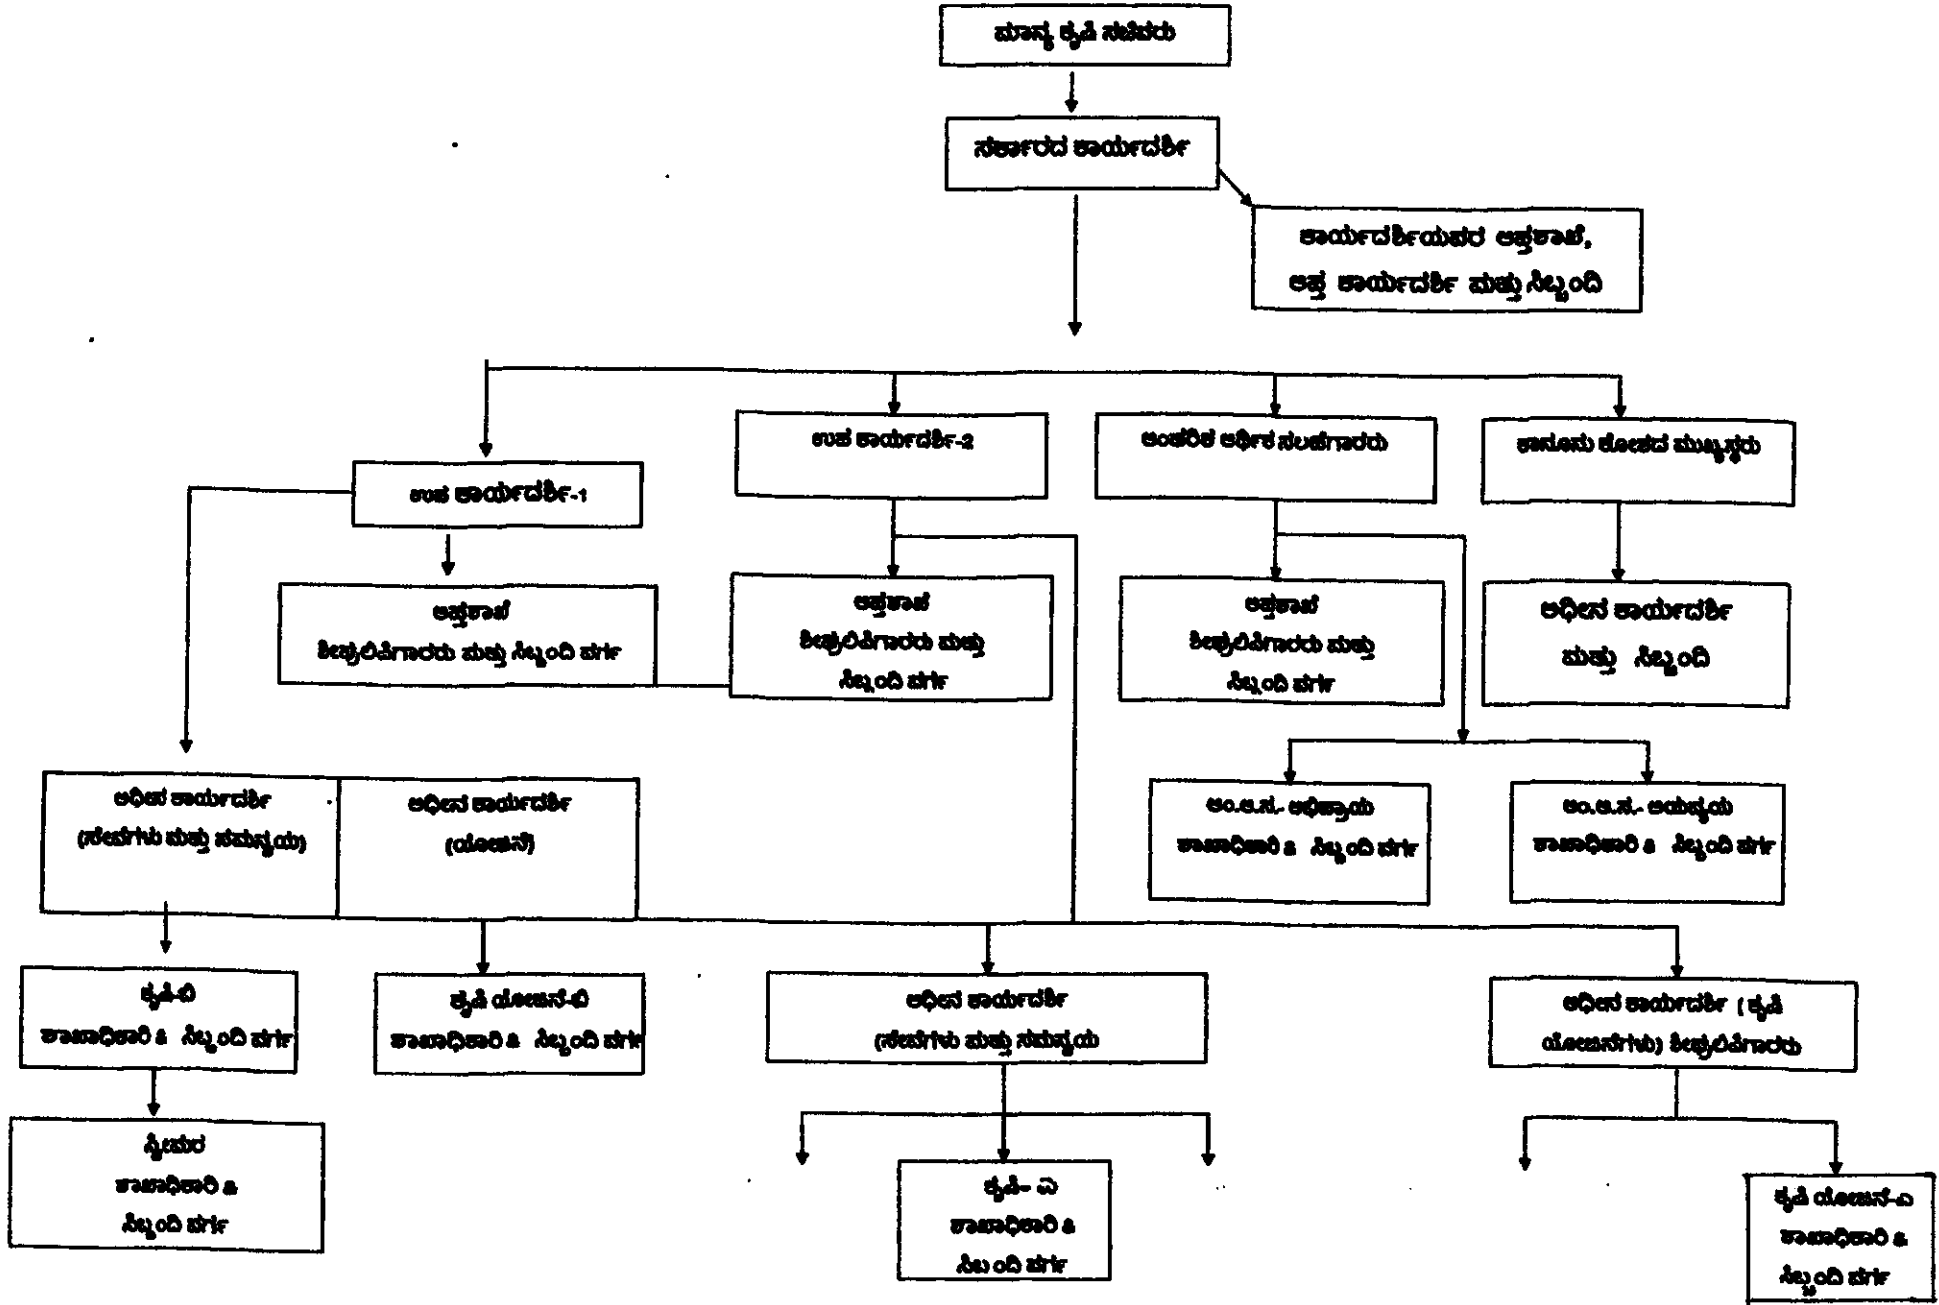 ಮಾನ್ಯ ಕೃಷಿ ಸಚಿವರು
ಸರ್ಕಾರದ ಕಾರ್ಯದರ್ಶಿ
ಕಾರ್ಯದರ್ಶಿಯವರ ಆಪ್ತಶಾಖೆ,
ಆಪ್ತ ಕಾರ್ಯದರ್ಶಿ ಮತ್ತು ಸಿಬ್ಬಂದಿ
ಉಪ ಕಾರ್ಯದರ್ಶಿ-1
ಉಪ ಕಾರ್ಯದರ್ಶಿ-2
ಆಂತರಿಕ ಆರ್ಥಿಕ ಸಲಹೆಗಾರರು
ಕಾನೂನು ಕೋಶದ ಮುಖ್ಯಸ್ಥರು
ಆಪ್ತಶಾಖೆ
ಶೀಘ್ರಲಿಪಿಗಾರರು ಮತ್ತು ಸಿಬ್ಬಂದಿ ವರ್ಗ
ಆಪ್ತಶಾಖೆ
ಶೀಘ್ರಲಿಪಿಗಾರರು ಮತ್ತು
ಸಿಬ್ಬಂದಿ ವರ್ಗ
ಆಪ್ತಶಾಖೆ
ಶೀಘ್ರಲಿಪಿಗಾರರು ಮತ್ತು
ಸಿಬ್ಬಂದಿ ವರ್ಗ
ಅಧೀನ ಕಾರ್ಯದರ್ಶಿ
ಮತ್ತು ಸಿಬ್ಬಂದಿ
ಅಧೀನ ಕಾರ್ಯದರ್ಶಿ
(ಸೇವೆಗಳು ಮತ್ತು ಸಮನ್ವಯ)
ಅಧೀನ ಕಾರ್ಯದರ್ಶಿ
(ಯೋಜನೆ)
ಆಂ.ಆ.ಸ.- ಅಭಿಪ್ರಾಯ
ಶಾಖಾಧಿಕಾರಿ & ಸಿಬ್ಬಂದಿ ವರ್ಗ
ಆಂ.ಆ.ಸ.- ಆಯವ್ಯಯ
ಶಾಖಾಧಿಕಾರಿ & ಸಿಬ್ಬಂದಿ ವರ್ಗ
ಕೃಷಿ-ಬಿ
ಶಾಖಾಧಿಕಾರಿ & ಸಿಬ್ಬಂದಿ ವರ್ಗ
ಕೃಷಿ ಯೋಜನೆ-ಬಿ
ಶಾಖಾಧಿಕಾರಿ & ಸಿಬ್ಬಂದಿ ವರ್ಗ
ಅಧೀನ ಕಾರ್ಯದರ್ಶಿ
(ಸೇವೆಗಳು ಮತ್ತು ಸಮನ್ವಯ
ಅಧೀನ ಕಾರ್ಯದರ್ಶಿ ( ಕೃಷಿ
ಯೋಜನೆಗಳು) ಶೀಘ್ರಲಿಪಿಗಾರರು
ಸ್ವೀಮರ
ಶಾಖಾಧಿಕಾರಿ &
ಸಿಬ್ಬಂದಿ ವರ್ಗ
ಕೃಷಿ- ಎ
ಶಾಖಾಧಿಕಾರಿ &
ಸಿಬ ಂದಿ ವರ್ಗ
ಕೃಷಿ ಯೋಜನೆ-ಎ
ಶಾಖಾಧಿಕಾರಿ &
ಸಿಬ್ಬಂದಿ ವರ್ಗ